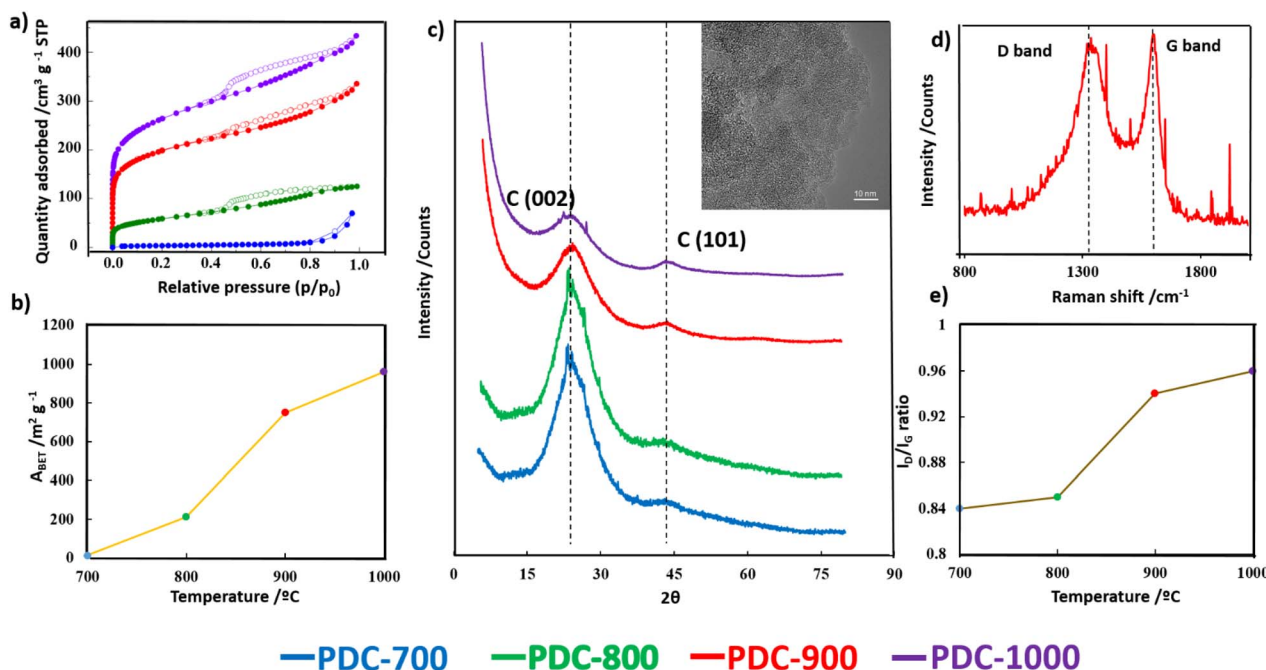 a)
Quantity adsorbed /cm³ g⁻¹ STP
400
300
200
100
0
0.0 0.2 0.4 0.6 0.8 1.0
Relative pressure (p/p₀)
b)
A_BET /m² g⁻¹
1200
1000
800
600
400
200
0
700 800 900 1000
Temperature /ºC
c)
Intensity /Counts
C (002)
C (101)
10 nm
0 15 30 45 60 75 90
2θ
d)
Intensity /Counts
D band
G band
800 1300 1800
Raman shift /cm⁻¹
e)
I_D/I_G ratio
1
0.96
0.92
0.88
0.84
0.8
700 800 900 1000
Temperature /ºC
PDC-700 PDC-800 PDC-900 PDC-1000